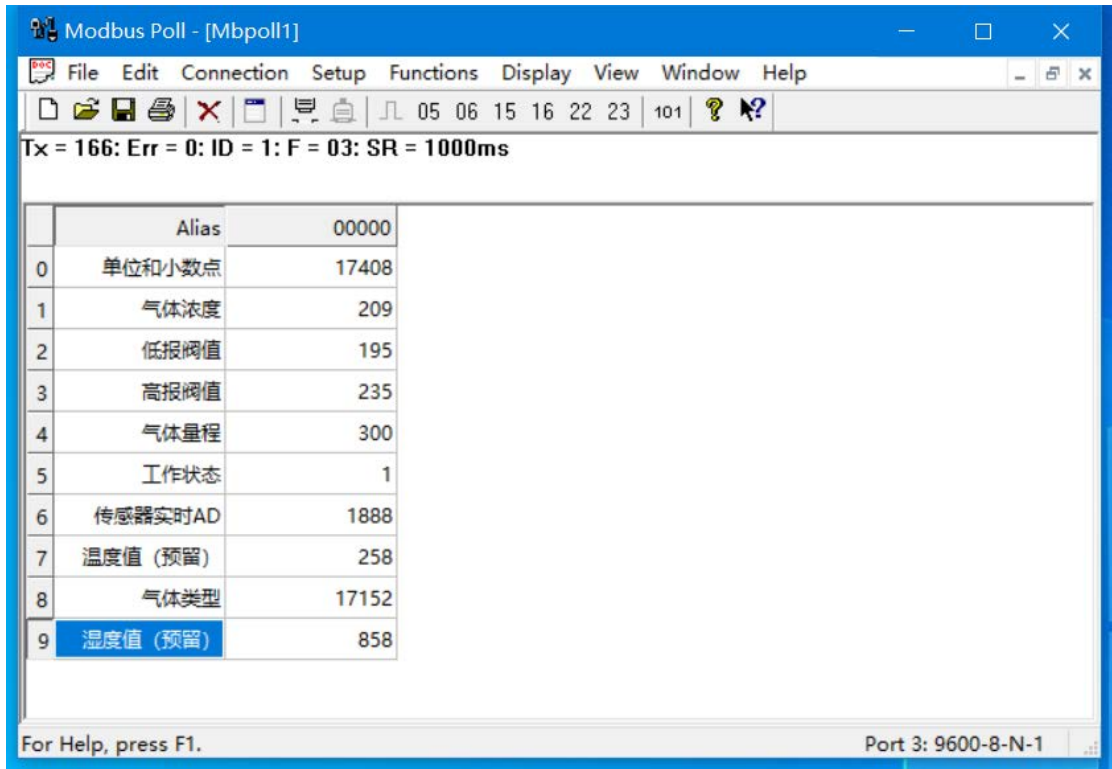 Modbus Poll - [Mbpoll1]
File Edit Connection Setup Functions Display View Window Help
05 06 15 16 22 23 101
Tx = 166: Err = 0: ID = 1: F = 03: SR = 1000ms
Alias 00000
0 单位和小数点 17408
1 气体浓度 209
2 低报阀值 195
3 高报阀值 235
4 气体量程 300
5 工作状态 1
6 传感器实时AD 1888
7 温度值（预留） 258
8 气体类型 17152
9 湿度值（预留） 858
For Help, press F1. Port 3: 9600-8-N-1